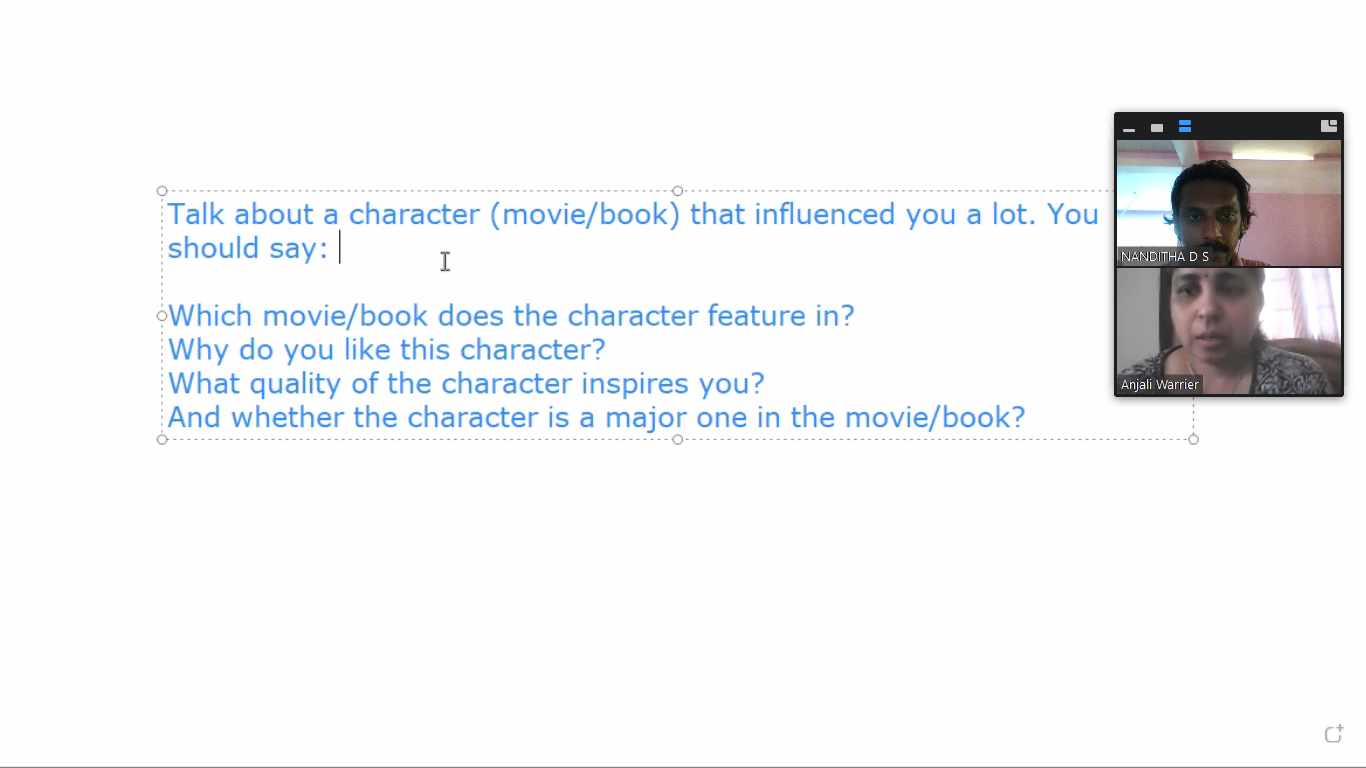 Talk about a character (movie/book) that influenced you a lot. You
should say:
Which movie/book does the character feature in?
Why do you like this character?
What quality of the character inspires you?
And whether the character is a major one in the movie/book?
NANDITHA D S
Anjali Warrier